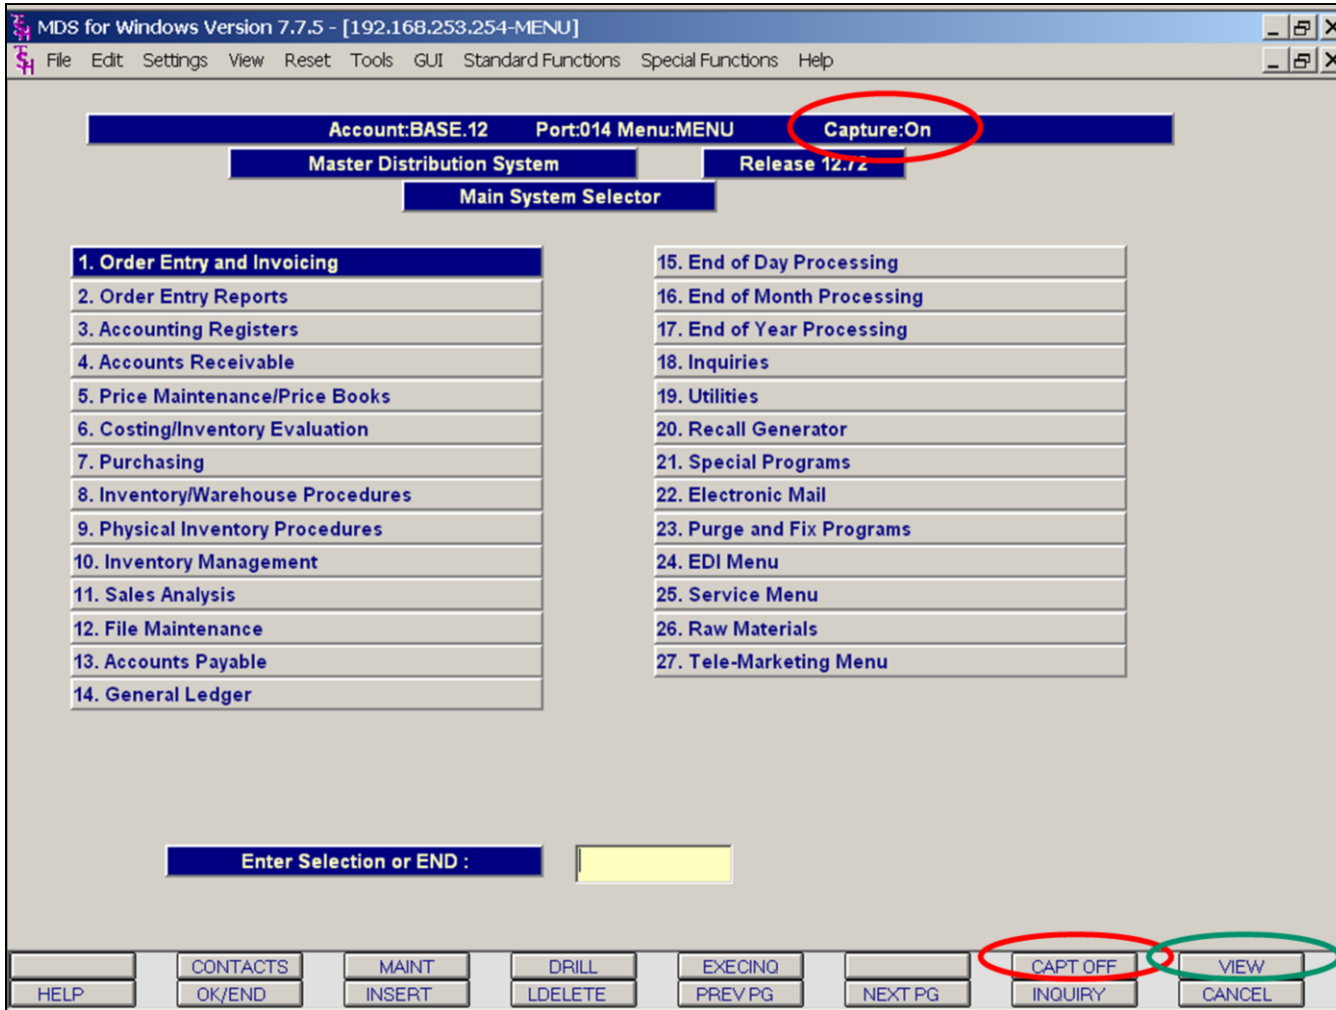 MDS for Windows Version 7.7.5 - [192.168.253.254-MENU]
File Edit Settings View Reset Tools GUI Standard Functions Special Functions Help
Account:BASE.12 Port:014 Menu:MENU Capture:On
Master Distribution System Release 12.72
Main System Selector
1. Order Entry and Invoicing
2. Order Entry Reports
3. Accounting Registers
4. Accounts Receivable
5. Price Maintenance/Price Books
6. Costing/Inventory Evaluation
7. Purchasing
8. Inventory/Warehouse Procedures
9. Physical Inventory Procedures
10. Inventory Management
11. Sales Analysis
12. File Maintenance
13. Accounts Payable
14. General Ledger
15. End of Day Processing
16. End of Month Processing
17. End of Year Processing
18. Inquiries
19. Utilities
20. Recall Generator
21. Special Programs
22. Electronic Mail
23. Purge and Fix Programs
24. EDI Menu
25. Service Menu
26. Raw Materials
27. Tele-Marketing Menu
Enter Selection or END :
CONTACTS MAINT DRILL EXECINQ CAPT OFF VIEW
HELP OK/END INSERT LDELETE PREV PG NEXT PG INQUIRY CANCEL